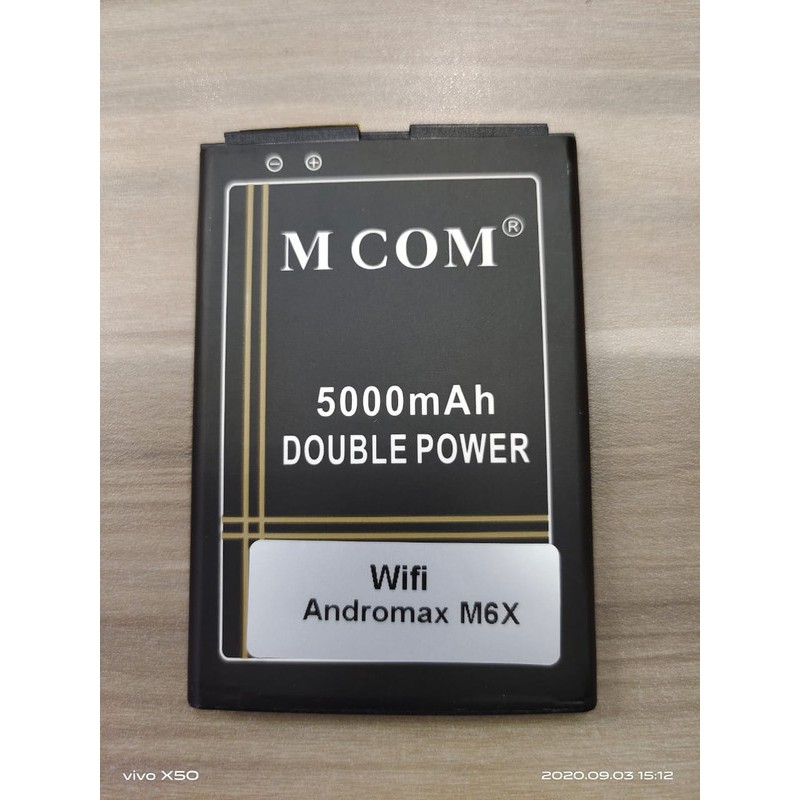 ⊖ ⊕
M COM®
5000mAh
DOUBLE POWER
Wifi
Andromax M6X
vivo X50
2020.09.03 15:12